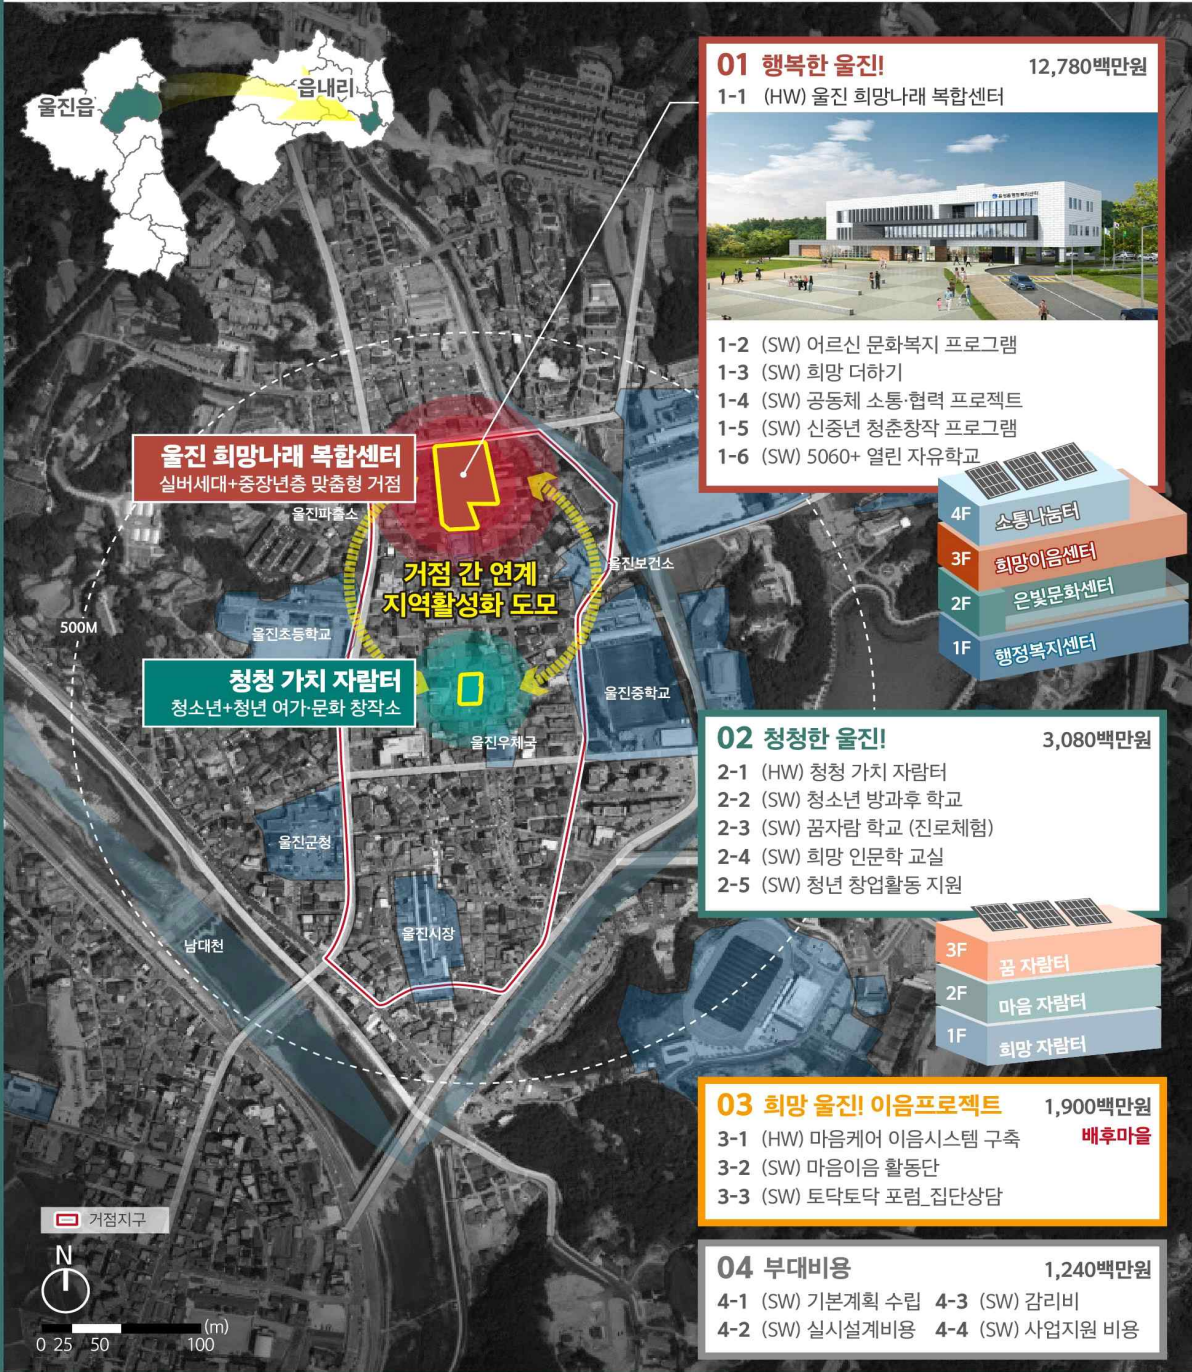 울진읍
읍내리
01 행복한 울진! 12,780백만원
1-1 (HW) 울진 희망나래 복합센터
1-2 (SW) 어르신 문화복지 프로그램
1-3 (SW) 희망 더하기
1-4 (SW) 공동체 소통·협력 프로젝트
1-5 (SW) 신중년 청춘창작 프로그램
1-6 (SW) 5060+ 열린 자유학교
4F 소통나눔터
3F 희망이음센터
2F 은빛문화센터
1F 행정복지센터
울진 희망나래 복합센터
실버세대+중장년층 맞춤형 거점
울진파출소
울진보건소
거점 간 연계
지역활성화 도모
500M
울진초등학교
청청 가치 자람터
청소년+청년 여가·문화 창작소
울진중학교
울진우체국
울진군청
울진시장
남대천
02 청청한 울진! 3,080백만원
2-1 (HW) 청청 가치 자람터
2-2 (SW) 청소년 방과후 학교
2-3 (SW) 꿈자람 학교 (진로체험)
2-4 (SW) 희망 인문학 교실
2-5 (SW) 청년 창업활동 지원
3F 꿈 자람터
2F 마음 자람터
1F 희망 자람터
03 희망 울진! 이음프로젝트 1,900백만원
배후마을
3-1 (HW) 마음케어 이음시스템 구축
3-2 (SW) 마음이음 활동단
3-3 (SW) 토닥토닥 포럼_집단상담
04 부대비용 1,240백만원
4-1 (SW) 기본계획 수립 4-3 (SW) 감리비
4-2 (SW) 실시설계비용 4-4 (SW) 사업지원 비용
거점지구
N
(m)
0 25 50 100